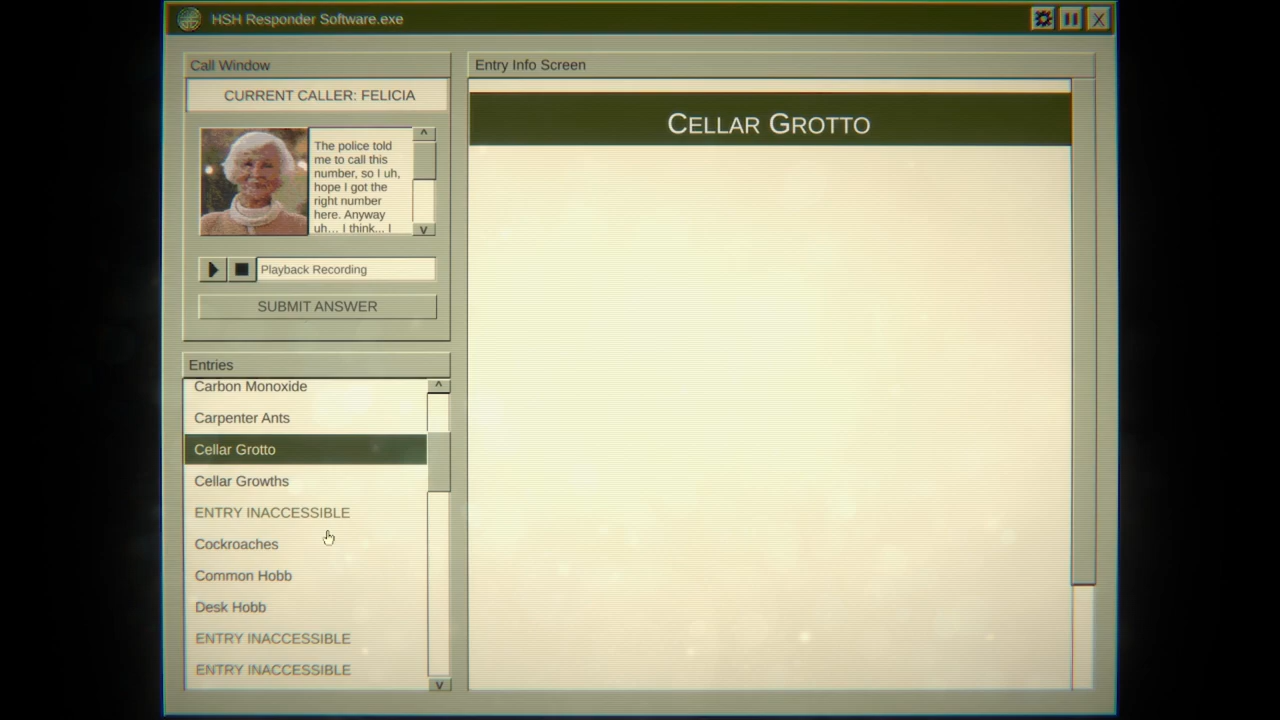 HSH Responder Software.exe
X
Call Window
CURRENT CALLER: FELICIA
The police told
me to call this
number, so I uh,
hope I got the
right number
here. Anyway
uh... I think... I
Playback Recording
SUBMIT ANSWER
Entries
Carbon Monoxide
Carpenter Ants
Cellar Grotto
Cellar Growths
ENTRY INACCESSIBLE
Cockroaches
Common Hobb
Desk Hobb
ENTRY INACCESSIBLE
ENTRY INACCESSIBLE
Entry Info Screen
CELLAR GROTTO